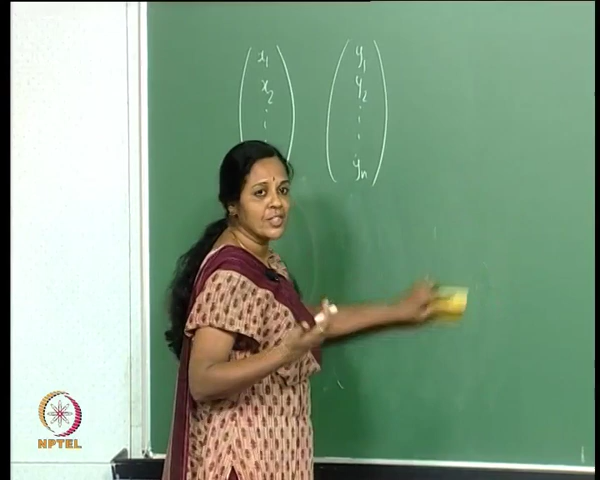 x₁ y₁
x₂ y₂
⋮ ⋮
yₙ
NPTEL